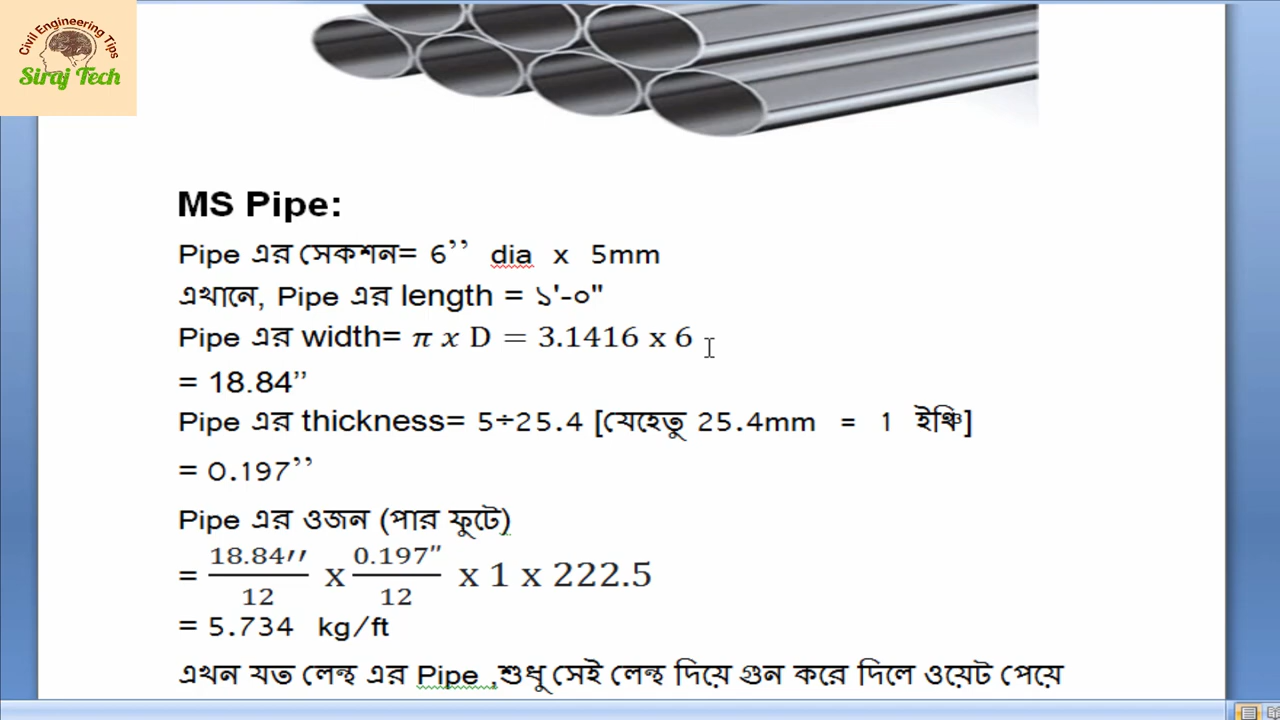 Civil Engineering Tips
Siraj Tech
MS Pipe:
Pipe এর সেকশন= 6’’ dia x 5mm
এখানে, Pipe এর length = ১'-০"
Pipe এর width= π x D = 3.1416 x 6
= 18.84’’
Pipe এর thickness= 5÷25.4 [যেহেতু 25.4mm = 1 ইঞ্চি]
= 0.197’’
Pipe এর ওজন (পার ফুটে)
= 18.84′′/12 x 0.197"/12 x 1 x 222.5
= 5.734 kg/ft
এখন যত লেন্থ এর Pipe ,শুধু সেই লেন্থ দিয়ে গুন করে দিলে ওয়েট পেয়ে